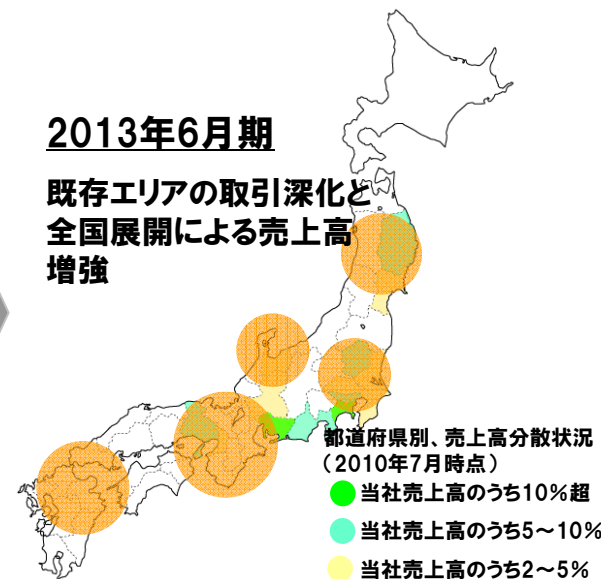 2013年6月期
既存エリアの取引深化と
全国展開による売上高
増強
都道府県別、売上高分散状況
（2010年7月時点）
当社売上高のうち10％超
当社売上高のうち5～10％
当社売上高のうち2～5％